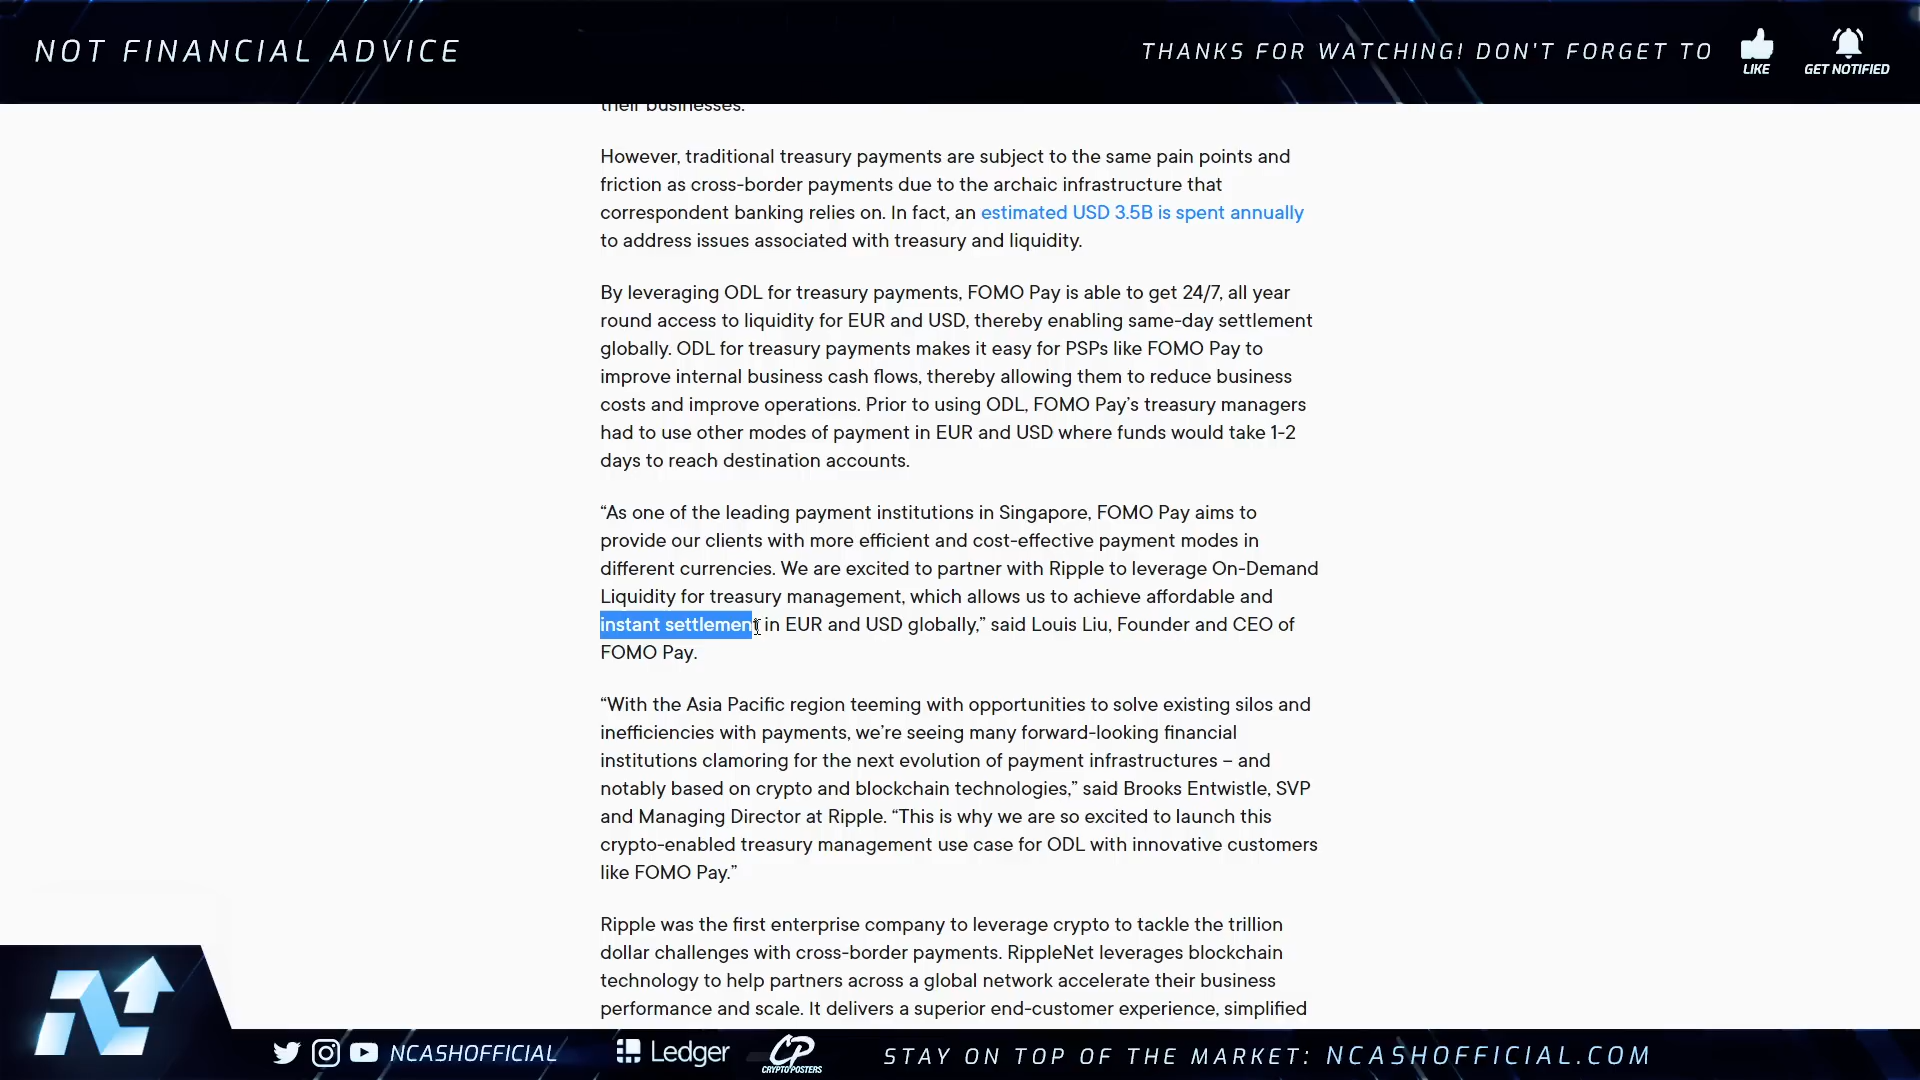 NOT FINANCIAL ADVICE
THANKS FOR WATCHING! DON'T FORGET TO
LIKE
GET NOTIFIED
their businesses.
However, traditional treasury payments are subject to the same pain points and
friction as cross-border payments due to the archaic infrastructure that
correspondent banking relies on. In fact, an estimated USD 3.5B is spent annually
to address issues associated with treasury and liquidity.
By leveraging ODL for treasury payments, FOMO Pay is able to get 24/7, all year
round access to liquidity for EUR and USD, thereby enabling same-day settlement
globally. ODL for treasury payments makes it easy for PSPs like FOMO Pay to
improve internal business cash flows, thereby allowing them to reduce business
costs and improve operations. Prior to using ODL, FOMO Pay’s treasury managers
had to use other modes of payment in EUR and USD where funds would take 1-2
days to reach destination accounts.
“As one of the leading payment institutions in Singapore, FOMO Pay aims to
provide our clients with more efficient and cost-effective payment modes in
different currencies. We are excited to partner with Ripple to leverage On-Demand
Liquidity for treasury management, which allows us to achieve affordable and
instant settlement in EUR and USD globally,” said Louis Liu, Founder and CEO of
FOMO Pay.
“With the Asia Pacific region teeming with opportunities to solve existing silos and
inefficiencies with payments, we’re seeing many forward-looking financial
institutions clamoring for the next evolution of payment infrastructures – and
notably based on crypto and blockchain technologies,” said Brooks Entwistle, SVP
and Managing Director at Ripple. “This is why we are so excited to launch this
crypto-enabled treasury management use case for ODL with innovative customers
like FOMO Pay.”
Ripple was the first enterprise company to leverage crypto to tackle the trillion
dollar challenges with cross-border payments. RippleNet leverages blockchain
technology to help partners across a global network accelerate their business
performance and scale. It delivers a superior end-customer experience, simplified
NCASHOFFICIAL
Ledger
CP
CRYPTOPOSTERS
STAY ON TOP OF THE MARKET: NCASHOFFICIAL.COM